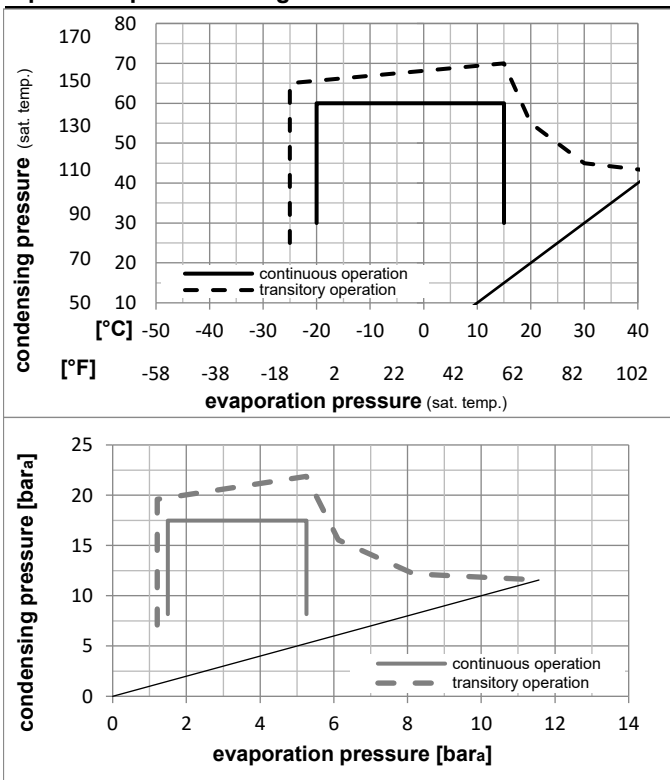 170
150
130
110
90
70
50
80
70
60
50
40
30
20
10
condensing pressure (sat. temp.)
continuous operation
transitory operation
[°C] -50 -40 -30 -20 -10 0 10 20 30 40
[°F] -58 -38 -18 2 22 42 62 82 102
evaporation pressure (sat. temp.)
25
20
15
10
5
0
condensing pressure [bara]
continuous operation
transitory operation
0 2 4 6 8 10 12 14
evaporation pressure [bara]